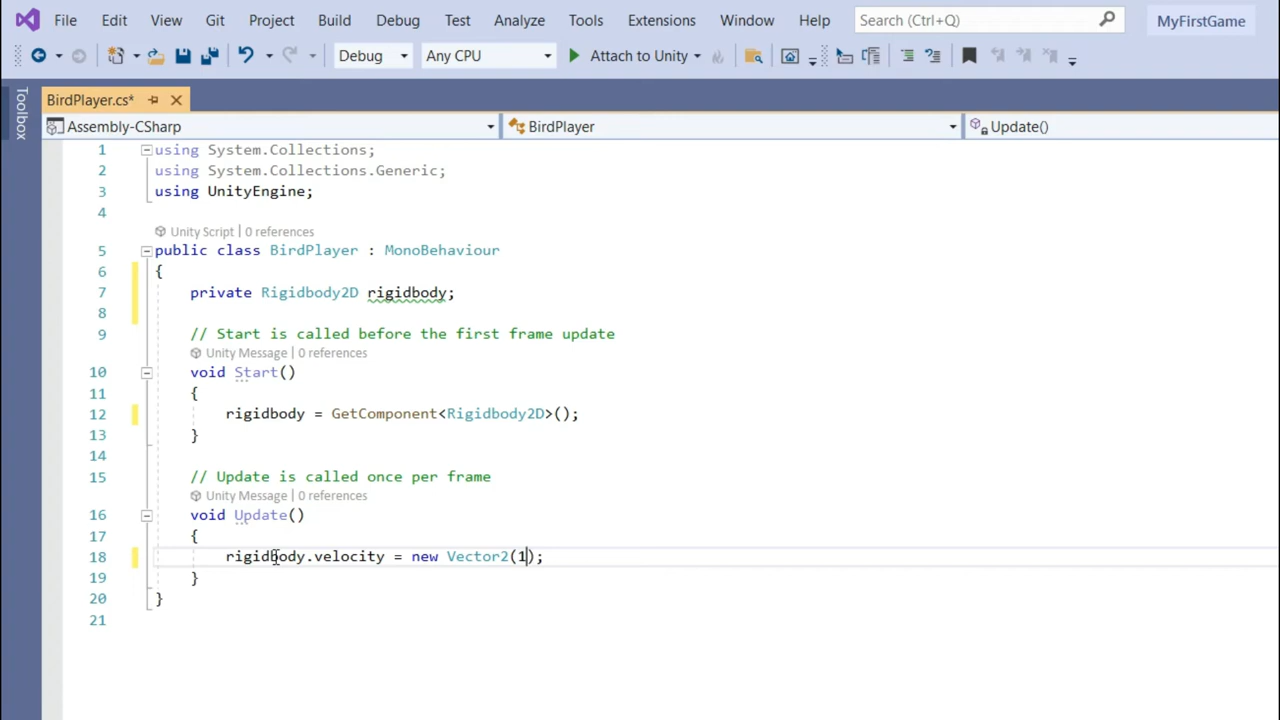 File Edit View Git Project Build Debug Test Analyze Tools Extensions Window Help Search (Ctrl+Q) MyFirstGame
Debug Any CPU Attach to Unity
Toolbox
BirdPlayer.cs*
Assembly-CSharp BirdPlayer Update()
1 using System.Collections;
2 using System.Collections.Generic;
3 using UnityEngine;
4
Unity Script | 0 references
5 public class BirdPlayer : MonoBehaviour
6 {
7 private Rigidbody2D rigidbody;
8
9 // Start is called before the first frame update
Unity Message | 0 references
10 void Start()
11 {
12 rigidbody = GetComponent<Rigidbody2D>();
13 }
14
15 // Update is called once per frame
Unity Message | 0 references
16 void Update()
17 {
18 rigidbody.velocity = new Vector2(1);
19 }
20 }
21